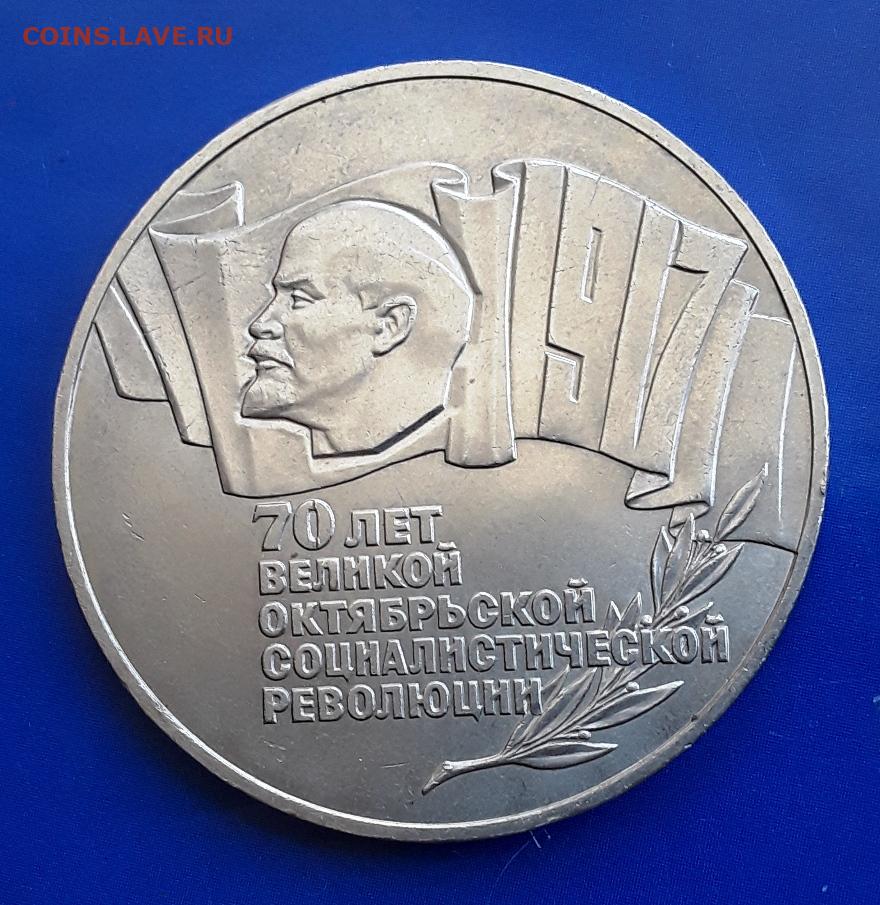 COINS.LAVE.RU
1917
70 ЛЕТ
ВЕЛИКОЙ
ОКТЯБРЬСКОЙ
СОЦИАЛИСТИЧЕСКОЙ
РЕВОЛЮЦИИ